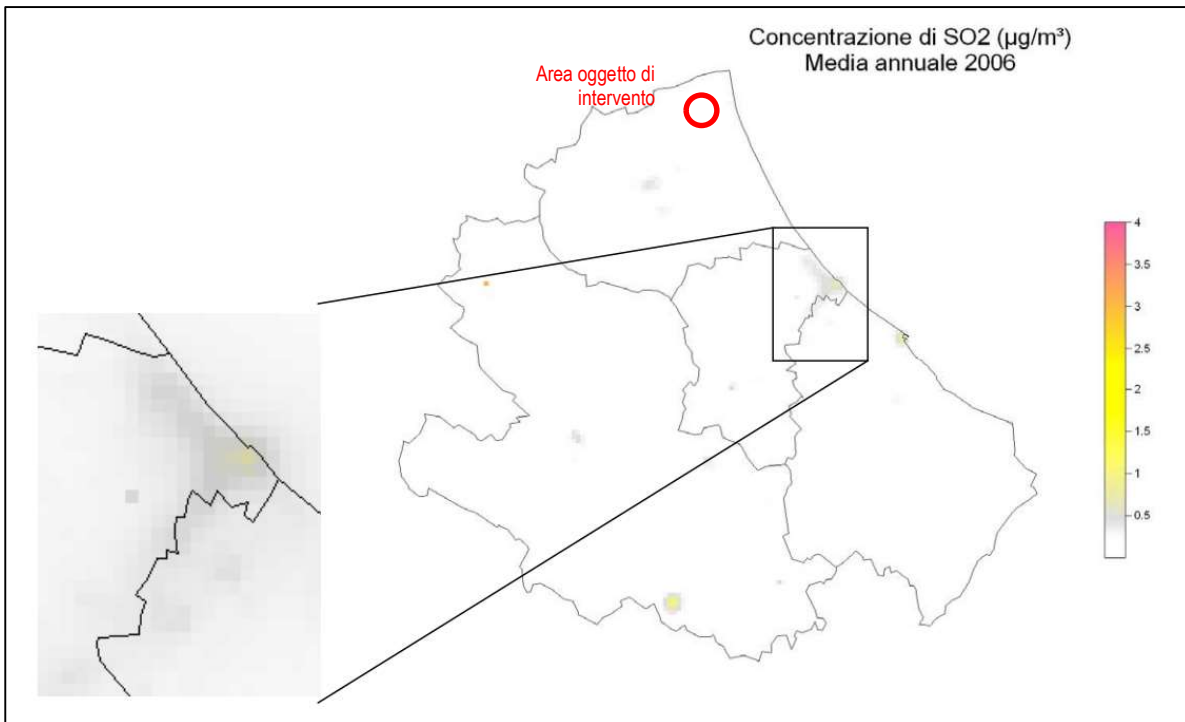 Concentrazione di SO2 (µg/m³)
Media annuale 2006
Area oggetto di
intervento
4
3.5
3
2.5
2
1.5
1
0.5